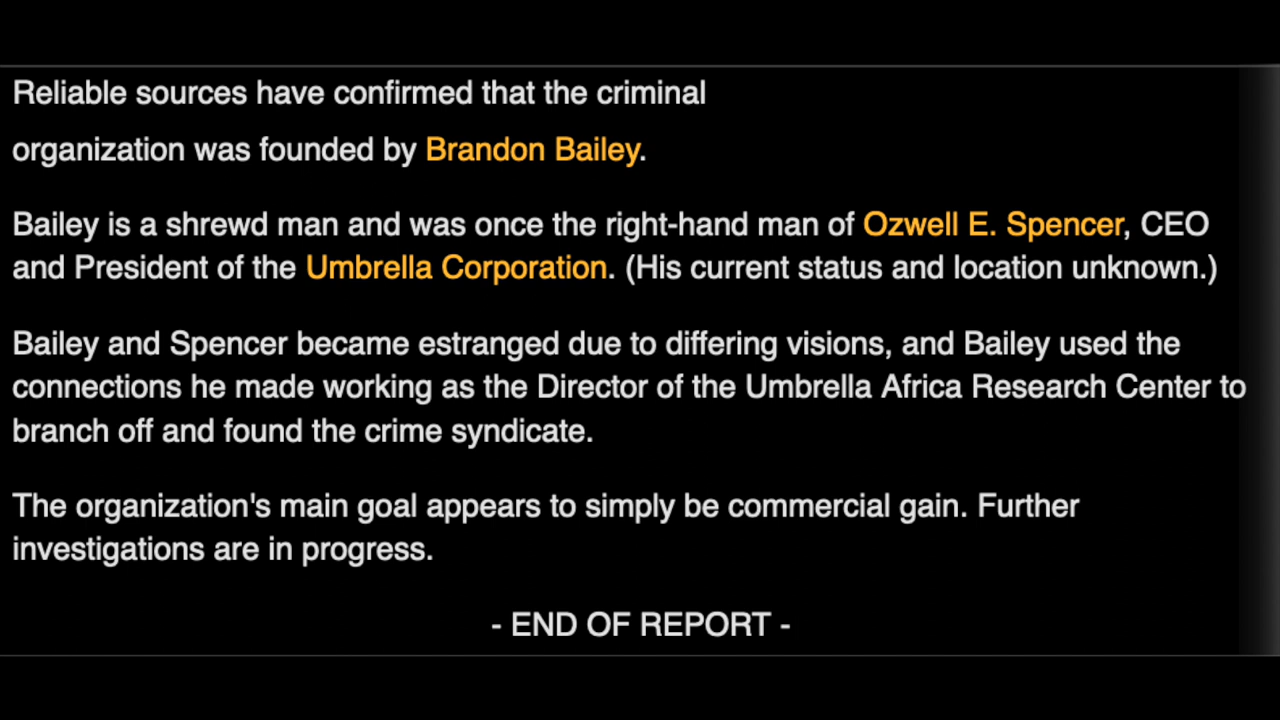 Reliable sources have confirmed that the criminal
organization was founded by Brandon Bailey.
Bailey is a shrewd man and was once the right-hand man of Ozwell E. Spencer, CEO
and President of the Umbrella Corporation. (His current status and location unknown.)
Bailey and Spencer became estranged due to differing visions, and Bailey used the
connections he made working as the Director of the Umbrella Africa Research Center to
branch off and found the crime syndicate.
The organization's main goal appears to simply be commercial gain. Further
investigations are in progress.
- END OF REPORT -